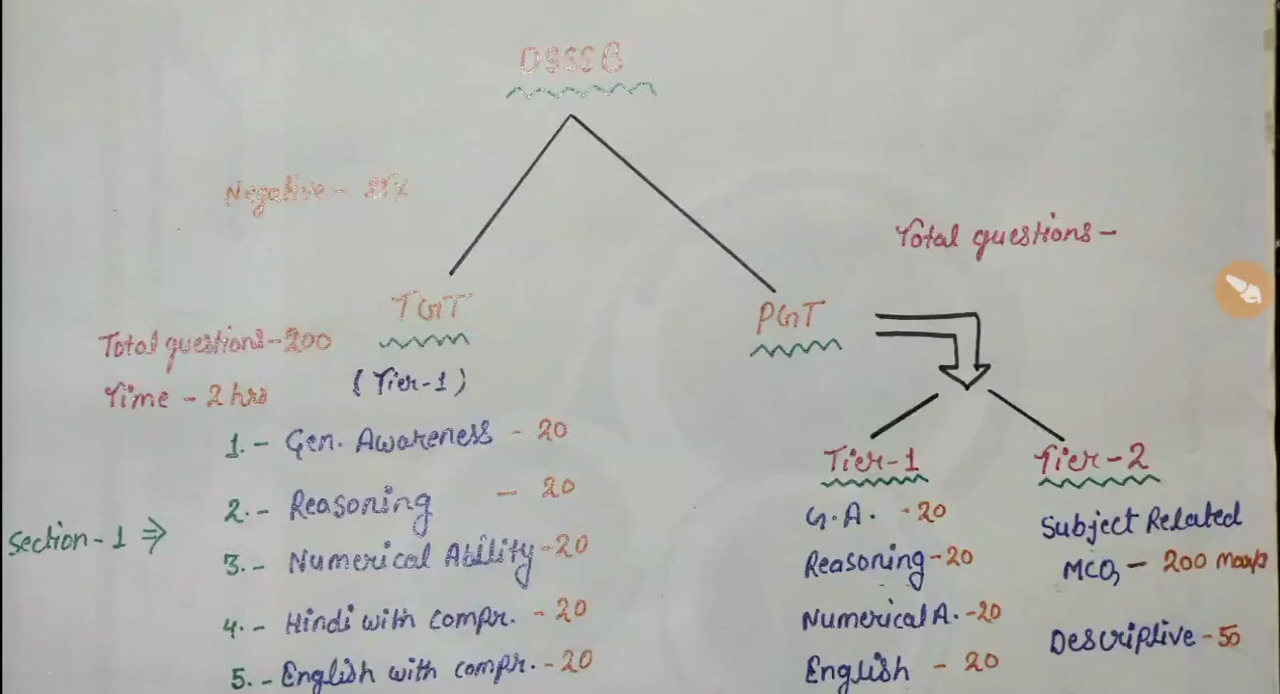 DSSSB
Negative -
Total questions -
TGT
PGT
Total questions - 200
(Tier-1)
Time - 2 hrs
1. - Gen. Awareness - 20
2. - Reasoning - 20
Section - 1 ⇒
3. - Numerical Ability - 20
4. - Hindi with compr. - 20
5. - English with compr. - 20
Tier-1
G.A. - 20
Reasoning - 20
Numerical A. - 20
English - 20
Tier-2
Subject Related
MCQ - 200
Descriptive - 50